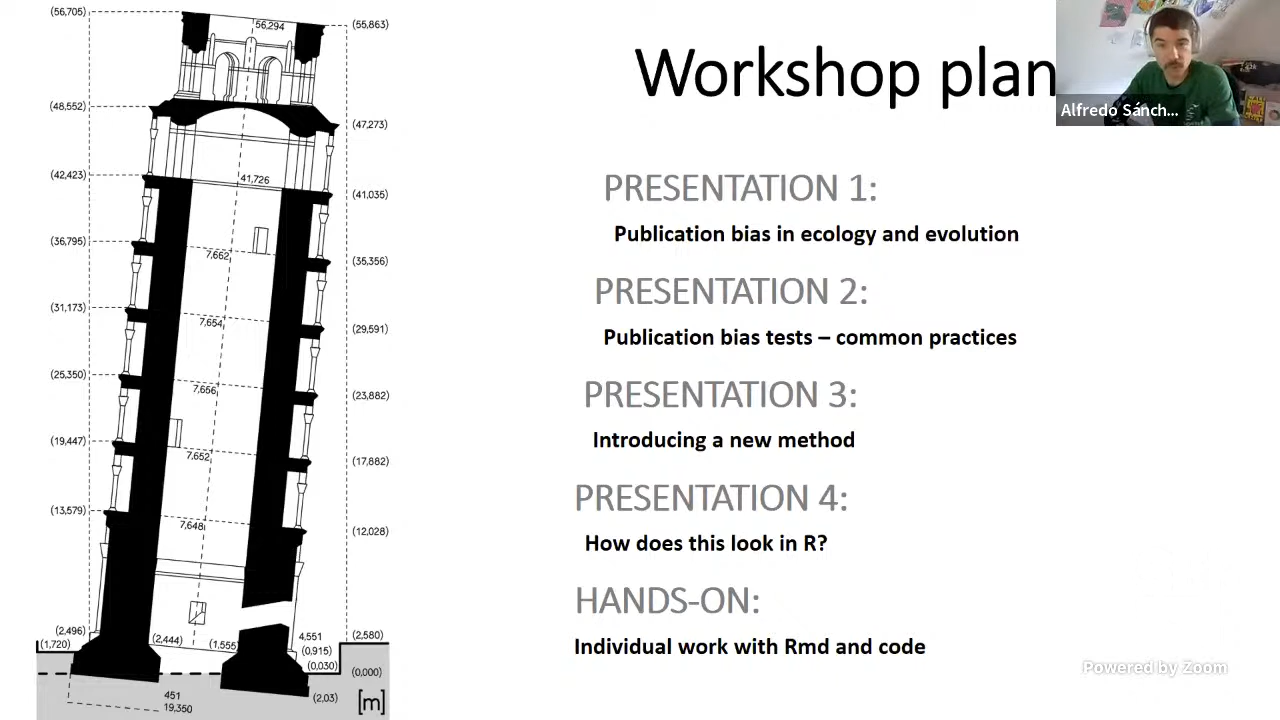 Workshop plan
Alfredo Sánch...
PRESENTATION 1:
Publication bias in ecology and evolution
PRESENTATION 2:
Publication bias tests – common practices
PRESENTATION 3:
Introducing a new method
PRESENTATION 4:
How does this look in R?
HANDS-ON:
Individual work with Rmd and code
Powered by Zoom
(56,705)
56,294
(55,863)
(48,552)
(47,273)
(42,423)
41,726
(41,035)
(36,795)
7,662
(35,356)
(31,173)
7,654
(29,591)
(25,350)
7,656
(23,882)
(19,447)
7,652
(17,882)
(13,579)
7,648
(12,028)
(2,496)
(1,720)
(2,444)
(1,555)
4,551
(0,915)
(0,030)
(2,580)
(0,000)
(2,03)
451
19,350
[m]